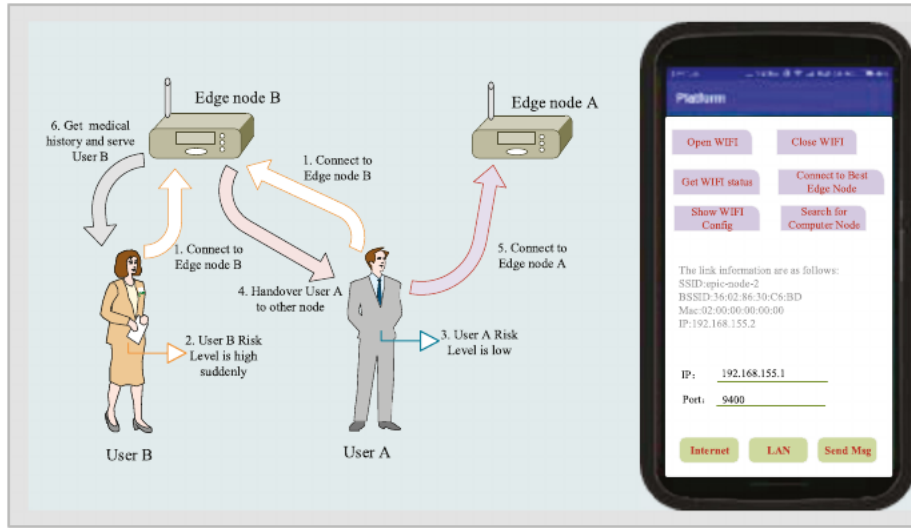 Edge node B
Edge node A
6. Get medical
history and serve
User B
1. Connect to
Edge node B
1. Connect to
Edge node B
5. Connect to
Edge node A
4. Handover User A
to other node
2. User B Risk
Level is high
suddenly
3. User A Risk
Level is low
User B
User A
Platform
Open WIFI
Close WIFI
Get WIFI status
Connect to Best
Edge Node
Show WIFI
Config
Search for
Computer Node
The link information are as follows:
SSID:epic-node-2
BSSID:36:02:86:30:C6:BD
Mac:02:00:00:00:00:00
IP:192.168.155.2
IP: 192.168.155.1
Port: 9400
Internet
LAN
Send Msg